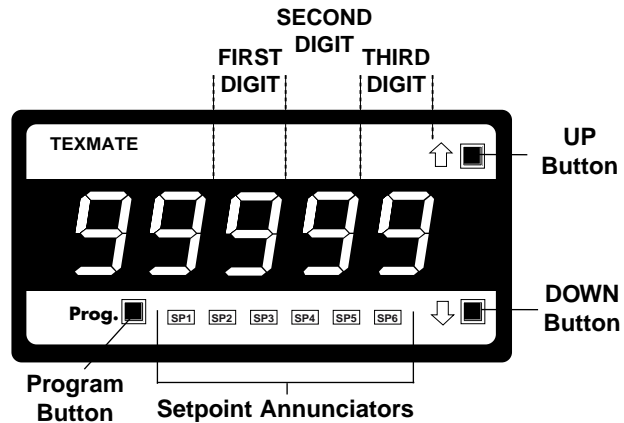 SECOND
DIGIT
FIRST
DIGIT
THIRD
DIGIT
TEXMATE
UP
Button
99999
Prog.
SP1 SP2 SP3 SP4 SP5 SP6
DOWN
Button
Program
Button
Setpoint Annunciators